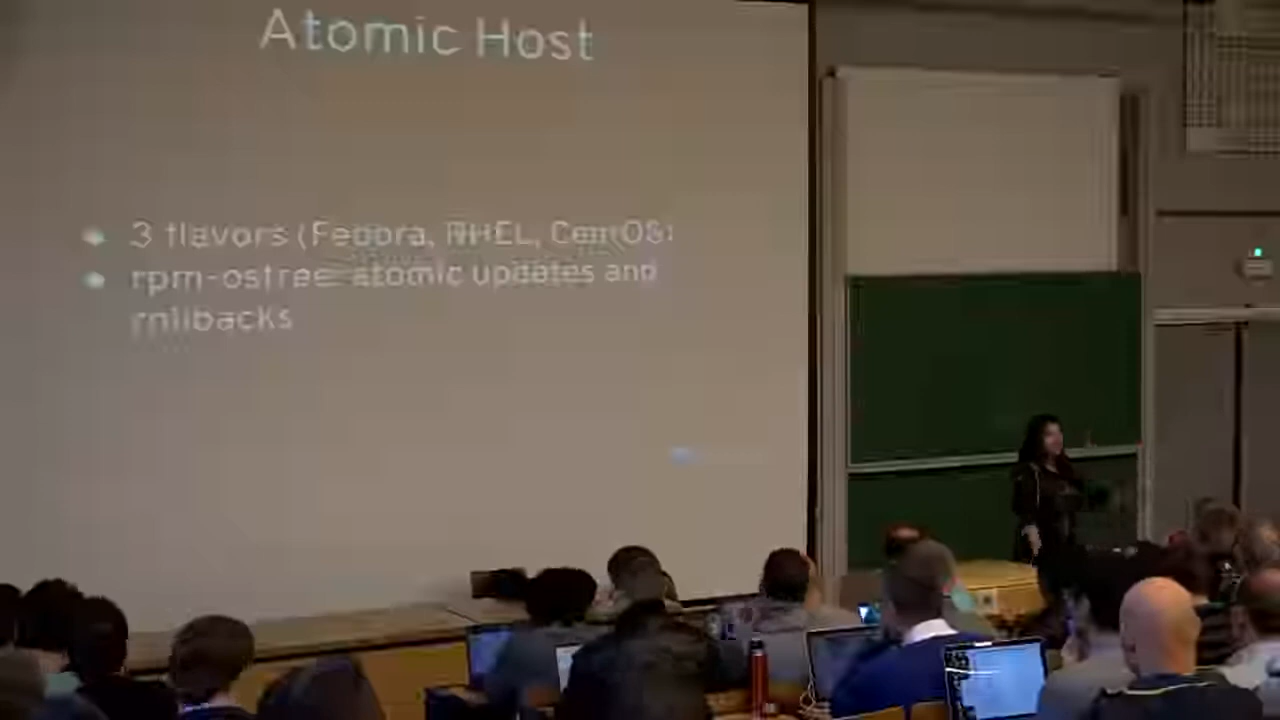 Atomic Host
3 flavors (Fedora, RHEL, CentOS)
rpm-ostree: atomic updates and
rollbacks